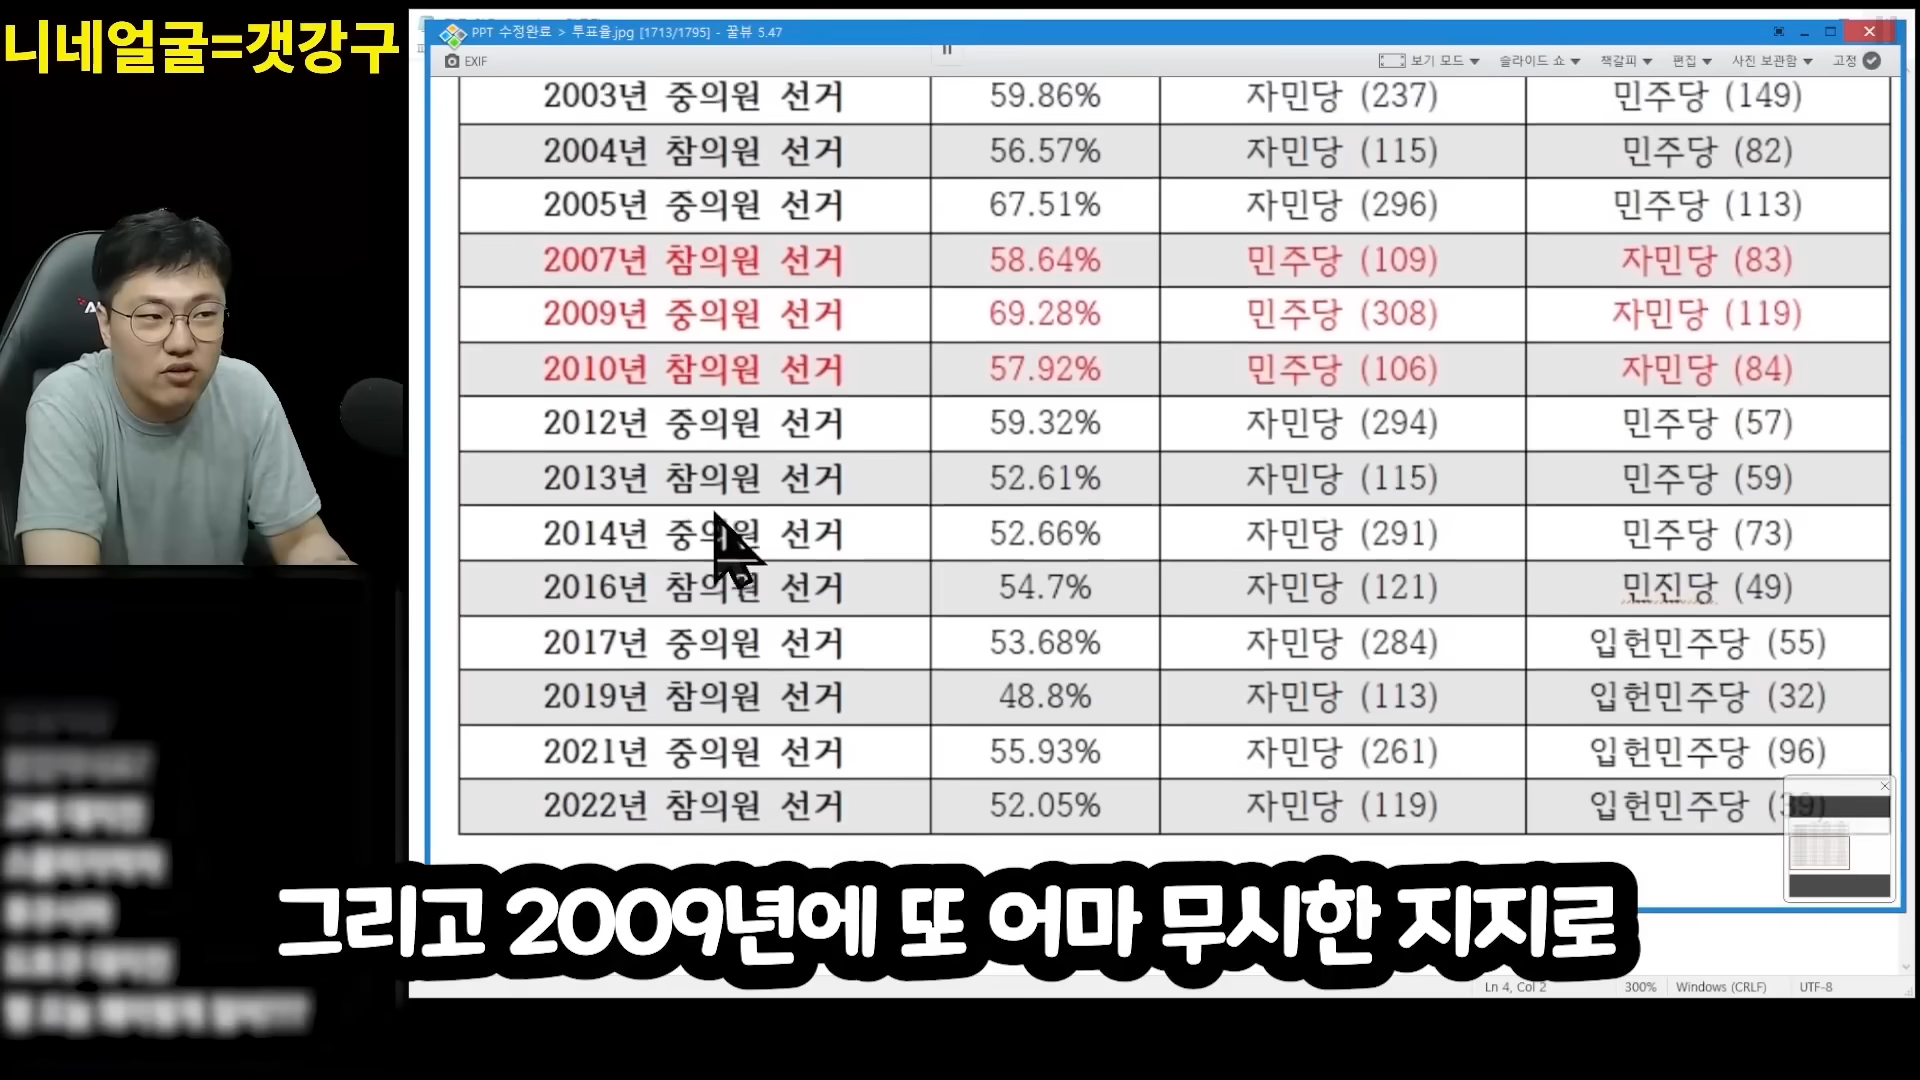 니네얼굴=갯강구
PPT 수정완료 > 투표율.jpg [1713/1795] - 꿀뷰 5.47
EXIF
보기 모드 ▼ 슬라이드 쇼 ▼ 책갈피 ▼ 편집 ▼ 사진 보관함 ▼ 고정
2003년 중의원 선거 59.86% 자민당 (237) 민주당 (149)
2004년 참의원 선거 56.57% 자민당 (115) 민주당 (82)
2005년 중의원 선거 67.51% 자민당 (296) 민주당 (113)
2007년 참의원 선거 58.64% 민주당 (109) 자민당 (83)
2009년 중의원 선거 69.28% 민주당 (308) 자민당 (119)
2010년 참의원 선거 57.92% 민주당 (106) 자민당 (84)
2012년 중의원 선거 59.32% 자민당 (294) 민주당 (57)
2013년 참의원 선거 52.61% 자민당 (115) 민주당 (59)
2014년 중의원 선거 52.66% 자민당 (291) 민주당 (73)
2016년 참의원 선거 54.7% 자민당 (121) 민진당 (49)
2017년 중의원 선거 53.68% 자민당 (284) 입헌민주당 (55)
2019년 참의원 선거 48.8% 자민당 (113) 입헌민주당 (32)
2021년 중의원 선거 55.93% 자민당 (261) 입헌민주당 (96)
2022년 참의원 선거 52.05% 자민당 (119) 입헌민주당 (39)
그리고 2009년에 또 어마 무시한 지지로
Ln 4, Col 2 300% Windows (CRLF) UTF-8